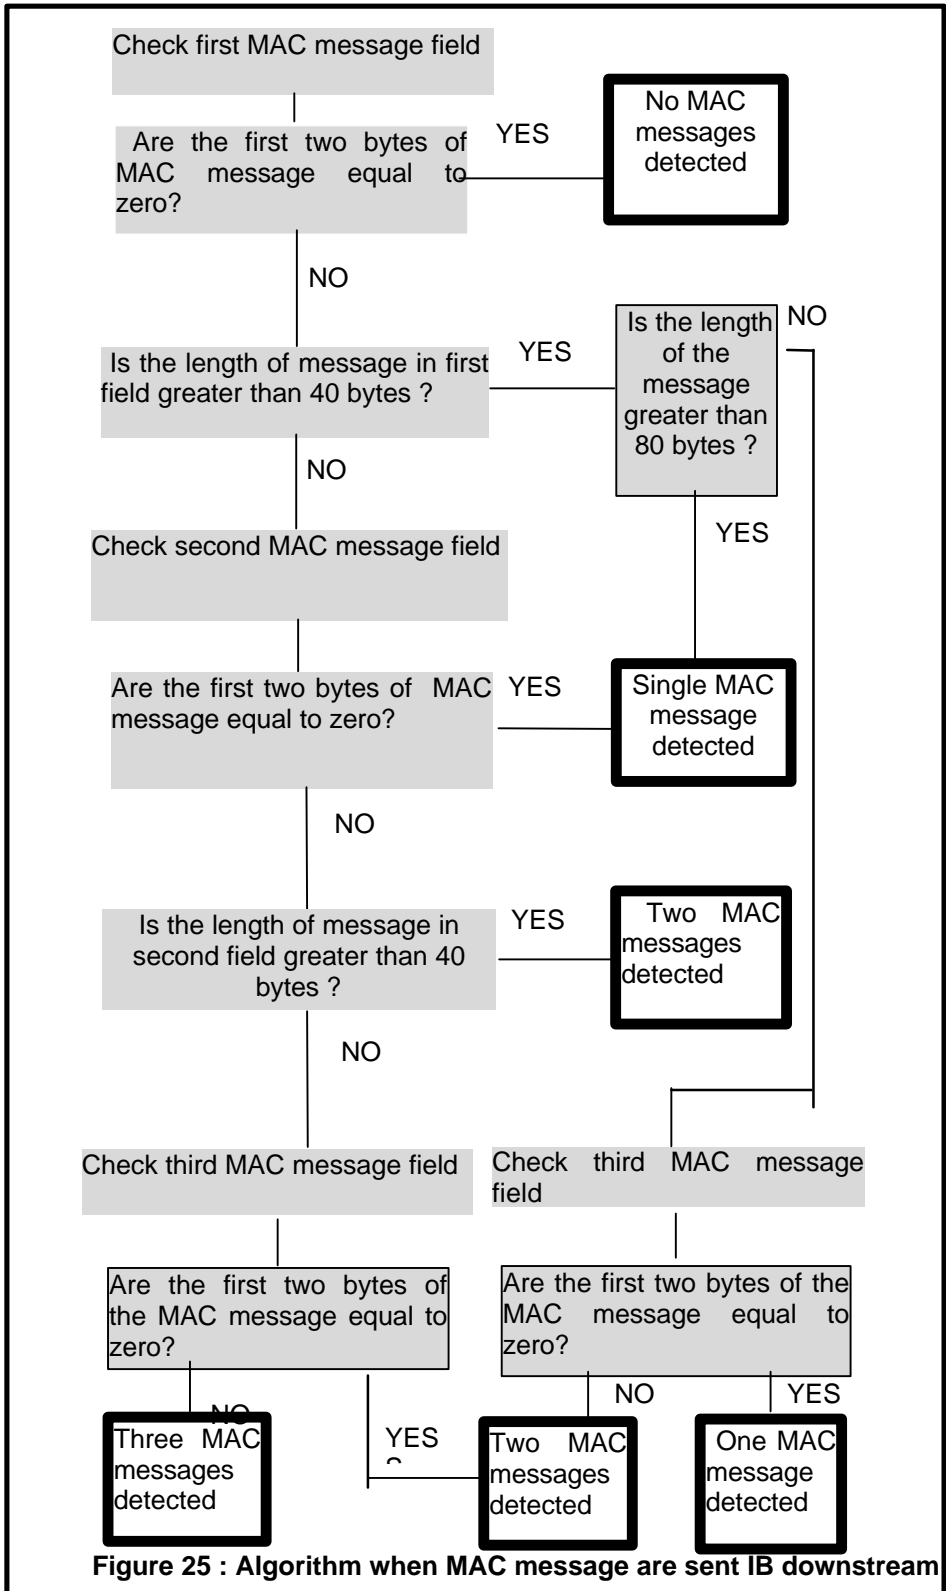 Check first MAC message field
Are the first two bytes of
MAC message equal to
zero?
YES
No MAC
messages
detected
NO
Is the length of message in first
field greater than 40 bytes ?
YES
Is the length
of the
message
greater than
80 bytes ?
NO
NO
YES
Check second MAC message field
Are the first two bytes of MAC
message equal to zero?
YES
Single MAC
message
detected
NO
Is the length of message in
second field greater than 40
bytes ?
YES
Two MAC
messages
detected
NO
Check third MAC message field
Check third MAC message
field
Are the first two bytes of
the MAC message equal to
zero?
Are the first two bytes of the
MAC message equal to
zero?
NO
YES
NO
YES
Three MAC
messages
detected
Two MAC
messages
detected
One MAC
message
detected
Figure 25 : Algorithm when MAC message are sent IB downstream